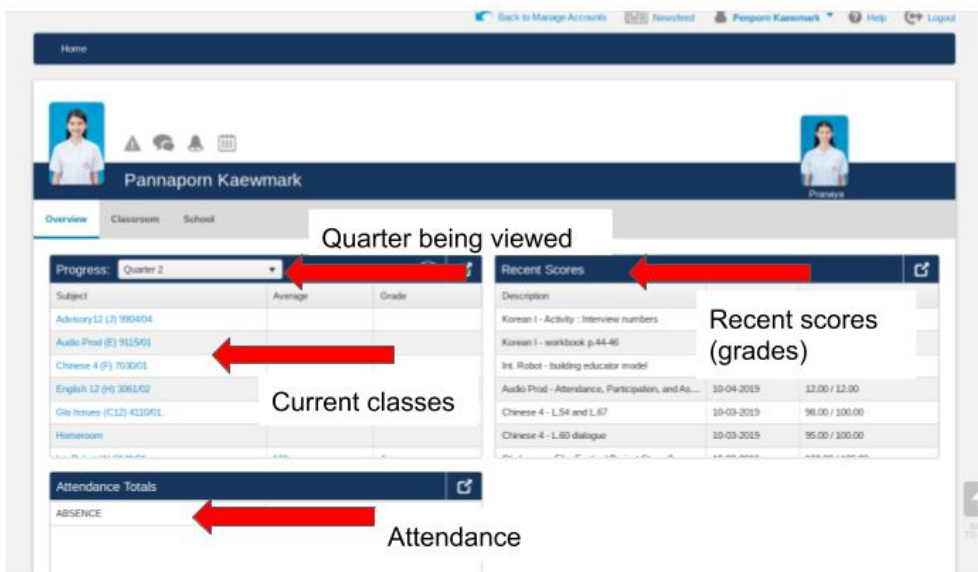 Back to Manage Accounts Newsfeed Penporn Kaewmark Help Logout
Home
Pannaporn Kaewmark
Pranaya
Overview Classroom School
Quarter being viewed
Progress: Quarter 2
Recent Scores
Subject Average Grade
Description
Advisory12 (J) 9904/04
Korean I - Activity : Interview numbers
Recent scores
(grades)
Audio Prod (E) 9115/01
Korean I - workbook p.44-46
Chinese 4 (F) 7030/01
Int. Robot - building educator model
Current classes
English 12 (H) 3061/02
Audio Prod - Attendance, Participation, and As... 10-04-2019 12.00 / 12.00
Glo Issues (C12) 4110/01
Chinese 4 - L.54 and L.67 10-03-2019 98.00 / 100.00
Homeroom
Chinese 4 - L.60 dialogue 10-03-2019 95.00 / 100.00
Attendance Totals
ABSENCE
Attendance